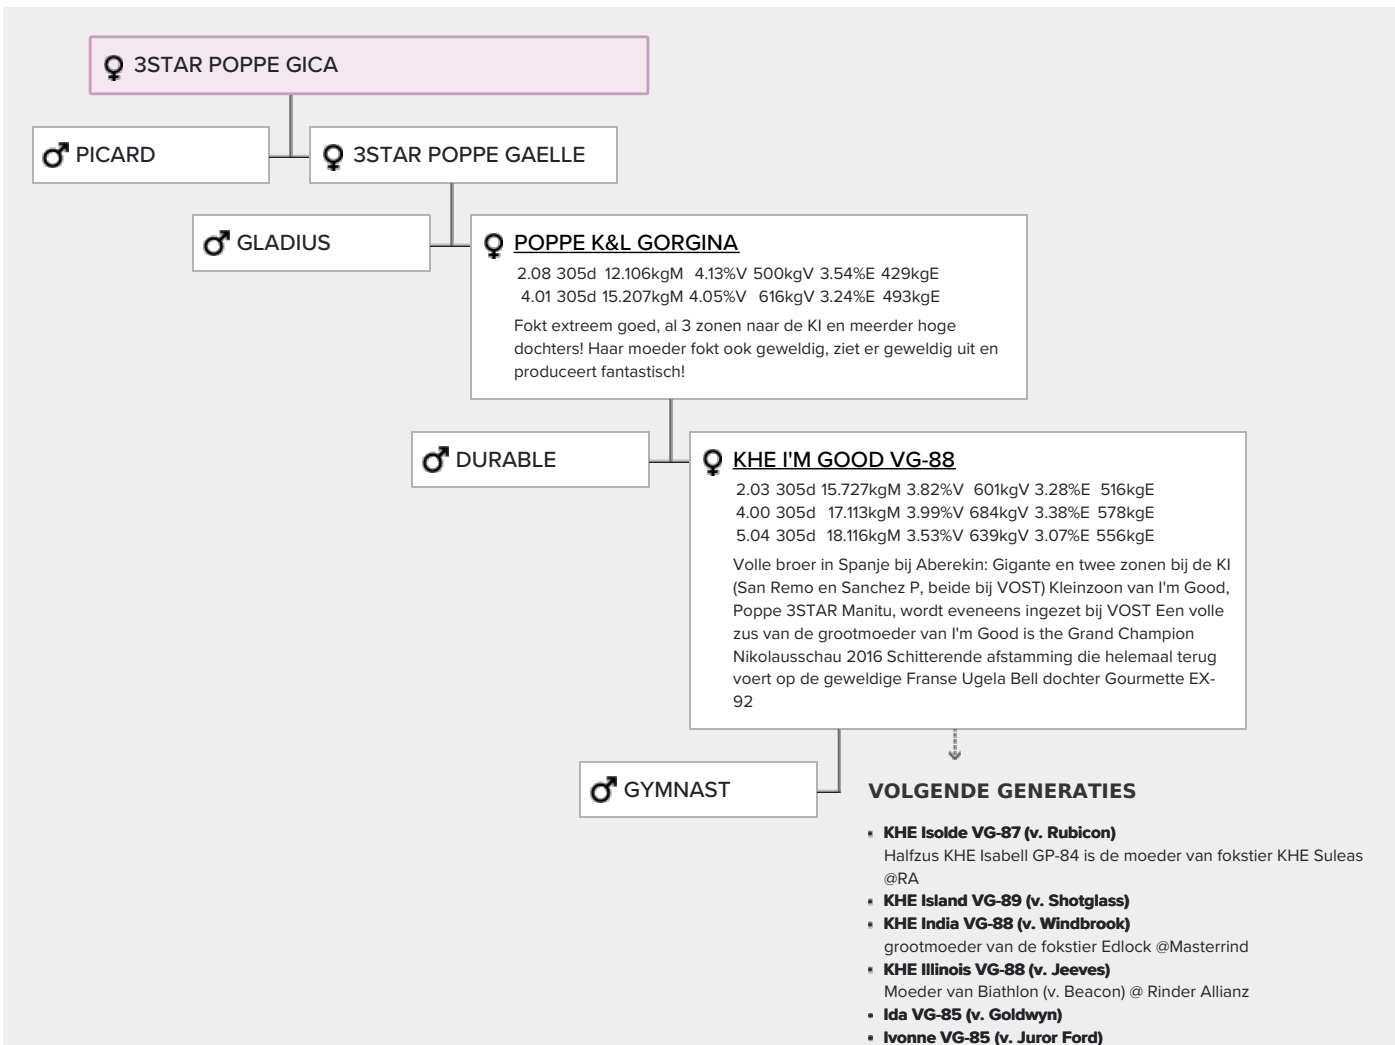 3STAR POPPE GICA
PICARD
3STAR POPPE GAELLE
GLADIUS
POPPE K&L GORGINA
2.08 305d 12.106kgM 4.13%V 500kgV 3.54%E 429kgE
4.01 305d 15.207kgM 4.05%V 616kgV 3.24%E 493kgE
Fokt extreem goed, al 3 zonen naar de KI en meerder hoge
dochters! Haar moeder fokt ook geweldig, ziet er geweldig uit en
produceert fantastisch!
DURABLE
KHE I'M GOOD VG-88
2.03 305d 15.727kgM 3.82%V 601kgV 3.28%E 516kgE
4.00 305d 17.113kgM 3.99%V 684kgV 3.38%E 578kgE
5.04 305d 18.116kgM 3.53%V 639kgV 3.07%E 556kgE
Volle broer in Spanje bij Aberekin: Gigante en twee zonen bij de KI
(San Remo en Sanchez P, beide bij VOST) Kleinzoon van I'm Good,
Poppe 3STAR Manitu, wordt eveneens ingezet bij VOST Een volle
zus van de grootmoeder van I'm Good is the Grand Champion
Nikolausschau 2016 Schitterende afstamming die helemaal terug
voert op de geweldige Franse Ugela Bell dochter Gourmette EX-
92
GYMNAST
VOLGENDE GENERATIES
KHE Isolde VG-87 (v. Rubicon)
Halfzus KHE Isabell GP-84 is de moeder van fokstier KHE Suleas
@RA
KHE Island VG-89 (v. Shotglass)
KHE India VG-88 (v. Windbrook)
grootmoeder van de fokstier Edlock @Masterrind
KHE Illinois VG-88 (v. Jeeves)
Moeder van Biathlon (v. Beacon) @ Rinder Allianz
Ida VG-85 (v. Goldwyn)
Ivonne VG-85 (v. Juror Ford)